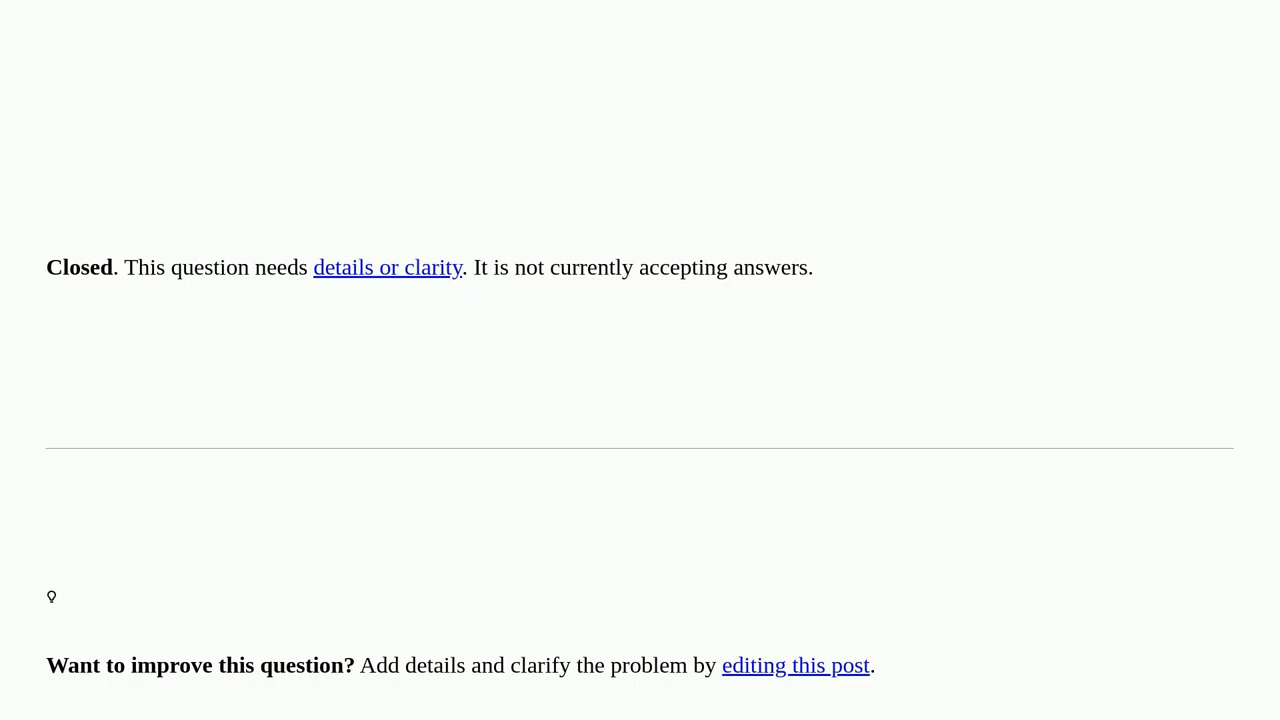 Closed. This question needs details or clarity. It is not currently accepting answers.
Want to improve this question? Add details and clarify the problem by editing this post.